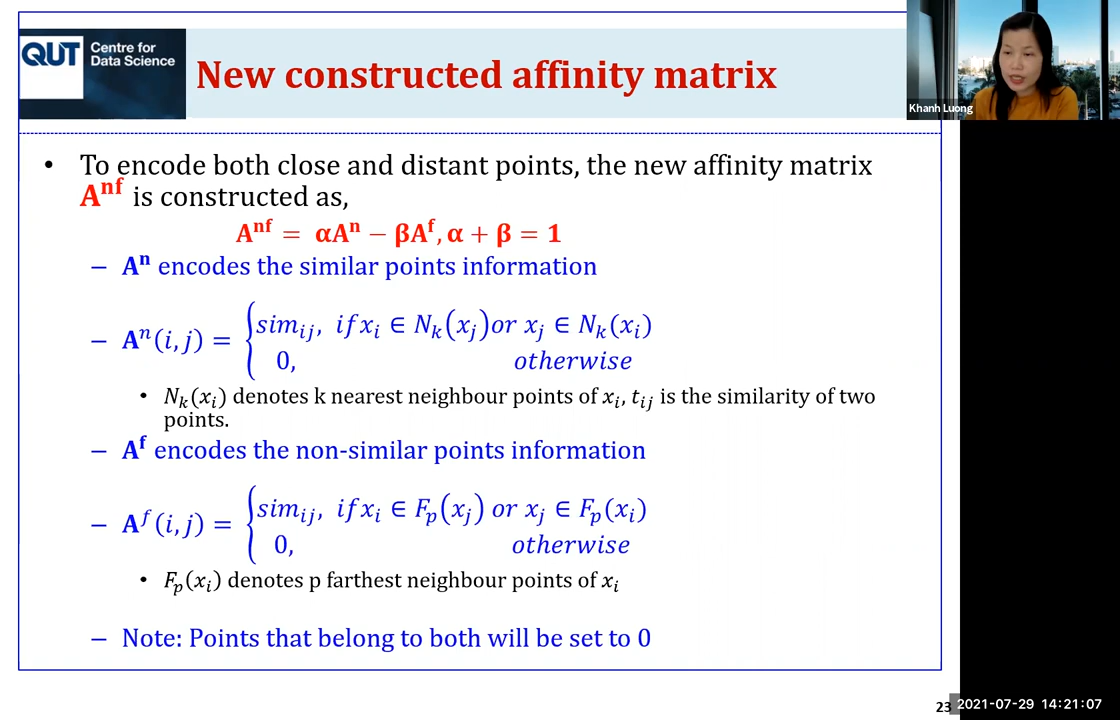 QUT Centre for
Data Science
New constructed affinity matrix
Khanh Luong
• To encode both close and distant points, the new affinity matrix
Aⁿᶠ is constructed as,
Aⁿᶠ = αAⁿ − βAᶠ, α + β = 1
– Aⁿ encodes the similar points information
– Aⁿ(i, j) = { simᵢⱼ, if xᵢ ∈ Nₖ(xⱼ) or xⱼ ∈ Nₖ(xᵢ)
0, otherwise
• Nₖ(xᵢ) denotes k nearest neighbour points of xᵢ, tᵢⱼ is the similarity of two
points.
– Aᶠ encodes the non-similar points information
– Aᶠ(i, j) = { simᵢⱼ, if xᵢ ∈ Fₚ(xⱼ) or xⱼ ∈ Fₚ(xᵢ)
0, otherwise
• Fₚ(xᵢ) denotes p farthest neighbour points of xᵢ
– Note: Points that belong to both will be set to 0
23
2021-07-29 14:21:07